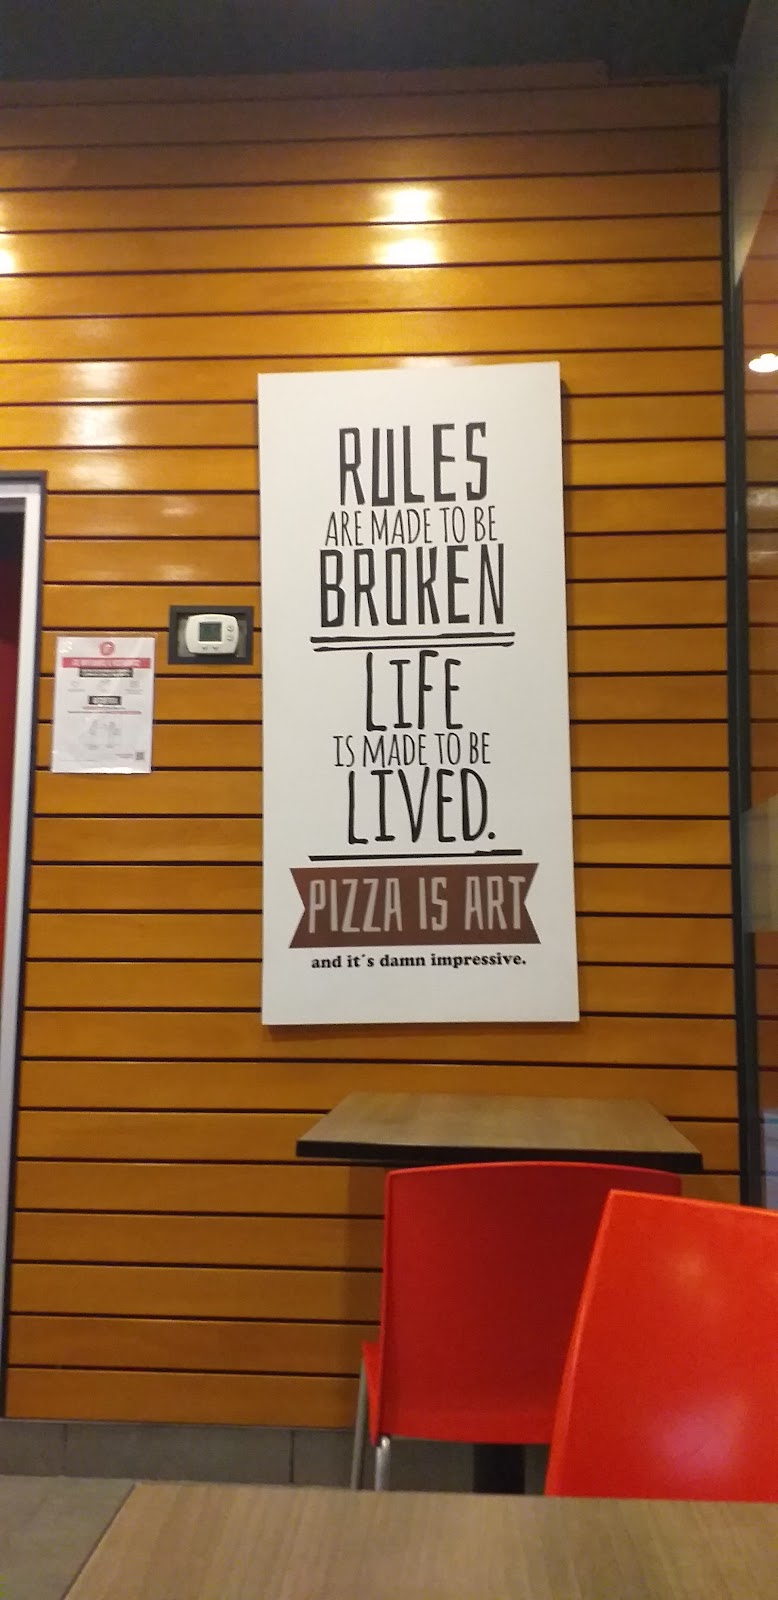 RULES
ARE MADE TO BE
BROKEN
LIFE
IS MADE TO BE
LIVED.
PIZZA IS ART
and it´s damn impressive.